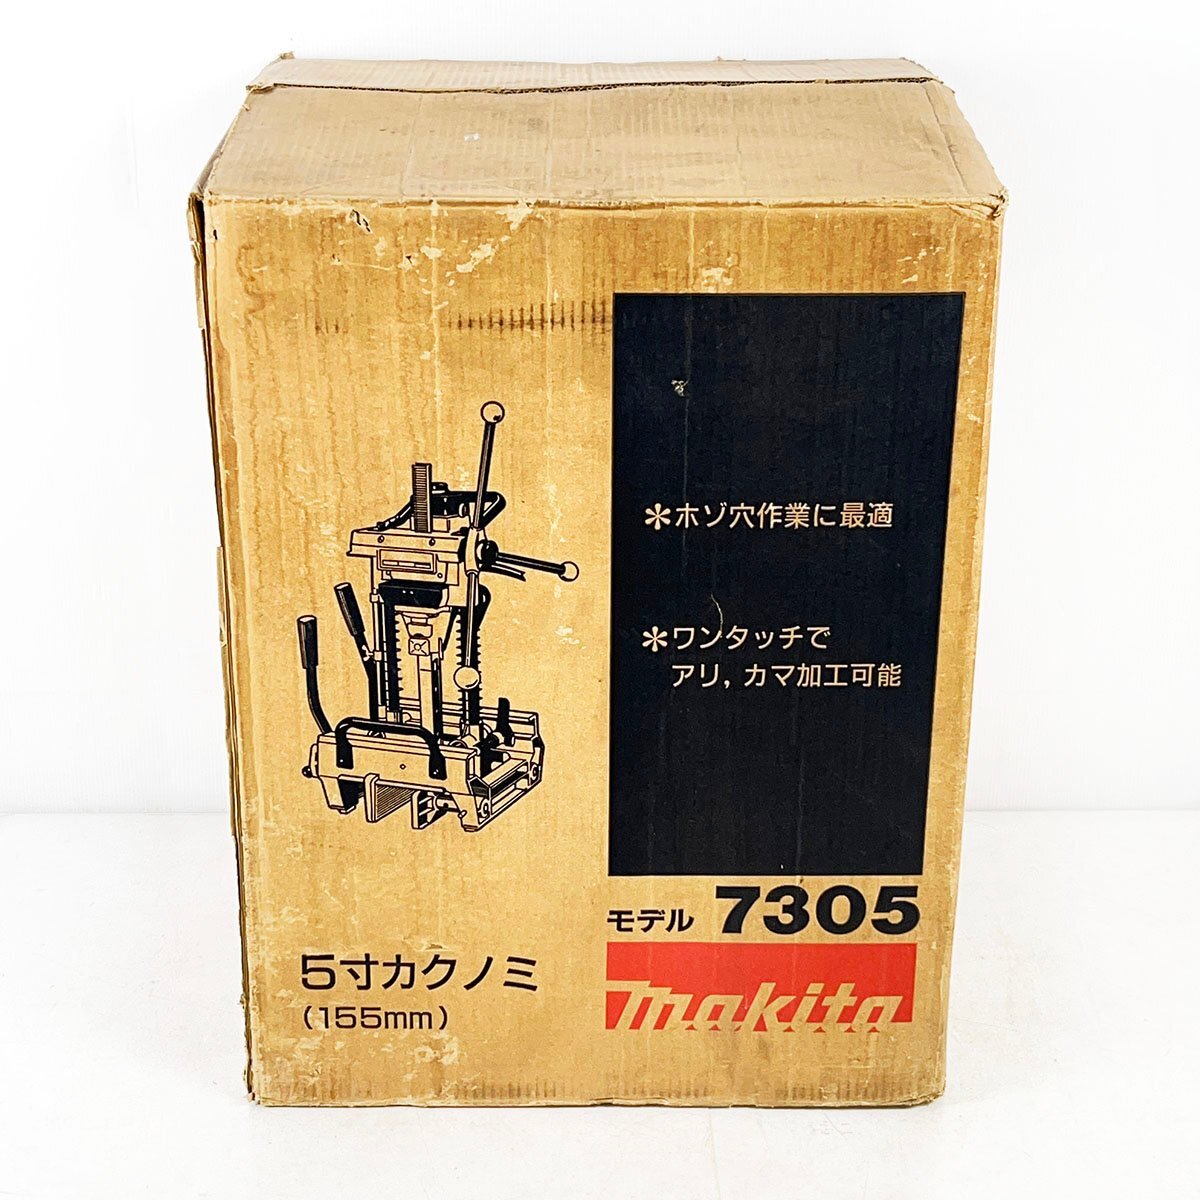 ＊ホゾ穴作業に最適
＊ワンタッチで
アリ，カマ加工可能
モデル 7305
makita
5寸カクノミ
(155mm)